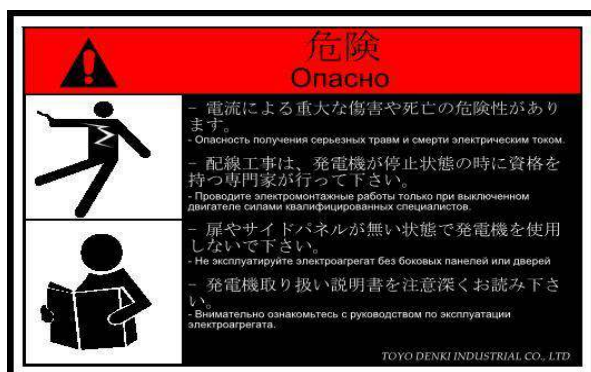 危険
Опасно
- 電流による重大な傷害や死亡の危険性があり
ます。
- Опасность получения серьезных травм и смерти электрическим током.
- 配線工事は、発電機が停止状態の時に資格を
持つ専門家が行って下さい。
- Проводите электромонтажные работы только при выключенном
двигателе силами квалифицированных специалистов.
- 扉やサイドパネルが無い状態で発電機を使用
しないで下さい。
- Не эксплуатируйте электроагрегат без боковых панелей или дверей
- 発電機取り扱い説明書を注意深くお読み下さ
い。
- Внимательно ознакомьтесь с руководством по эксплуатации
электроагрегата.
TOYO DENKI INDUSTRIAL CO., LTD